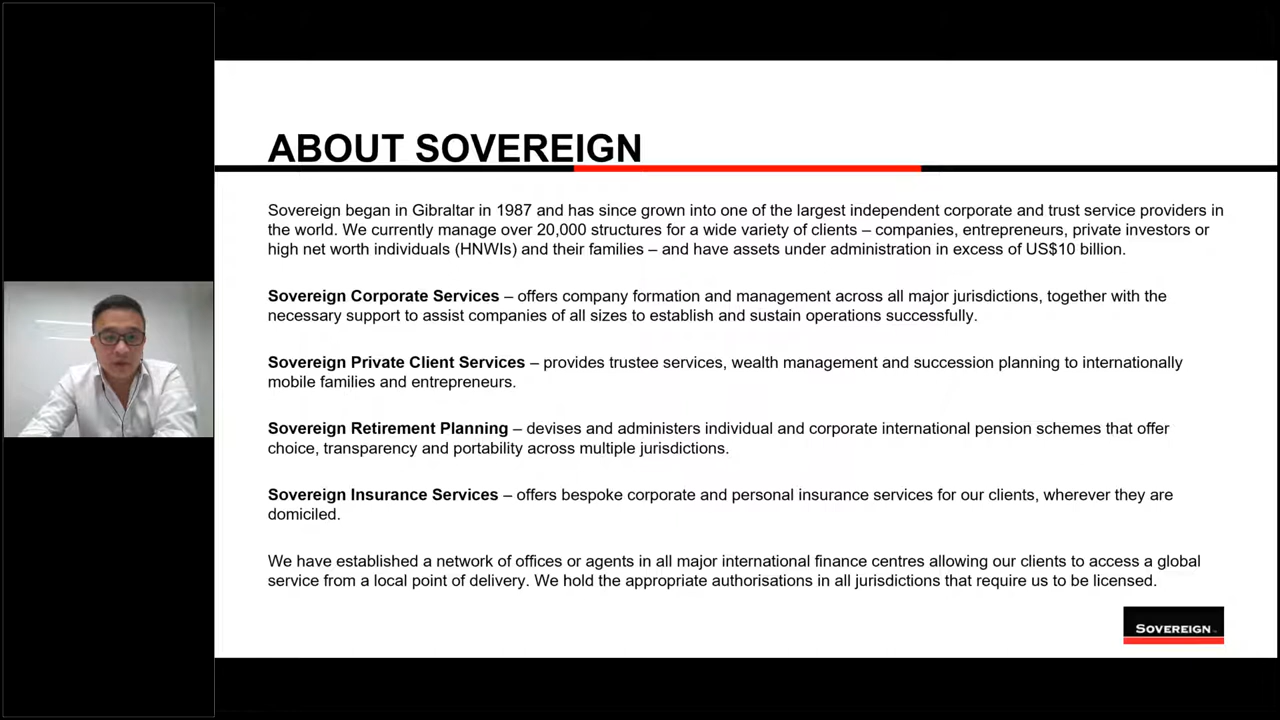 ABOUT SOVEREIGN
Sovereign began in Gibraltar in 1987 and has since grown into one of the largest independent corporate and trust service providers in
the world. We currently manage over 20,000 structures for a wide variety of clients – companies, entrepreneurs, private investors or
high net worth individuals (HNWIs) and their families – and have assets under administration in excess of US$10 billion.
Sovereign Corporate Services – offers company formation and management across all major jurisdictions, together with the
necessary support to assist companies of all sizes to establish and sustain operations successfully.
Sovereign Private Client Services – provides trustee services, wealth management and succession planning to internationally
mobile families and entrepreneurs.
Sovereign Retirement Planning – devises and administers individual and corporate international pension schemes that offer
choice, transparency and portability across multiple jurisdictions.
Sovereign Insurance Services – offers bespoke corporate and personal insurance services for our clients, wherever they are
domiciled.
We have established a network of offices or agents in all major international finance centres allowing our clients to access a global
service from a local point of delivery. We hold the appropriate authorisations in all jurisdictions that require us to be licensed.
SOVEREIGN